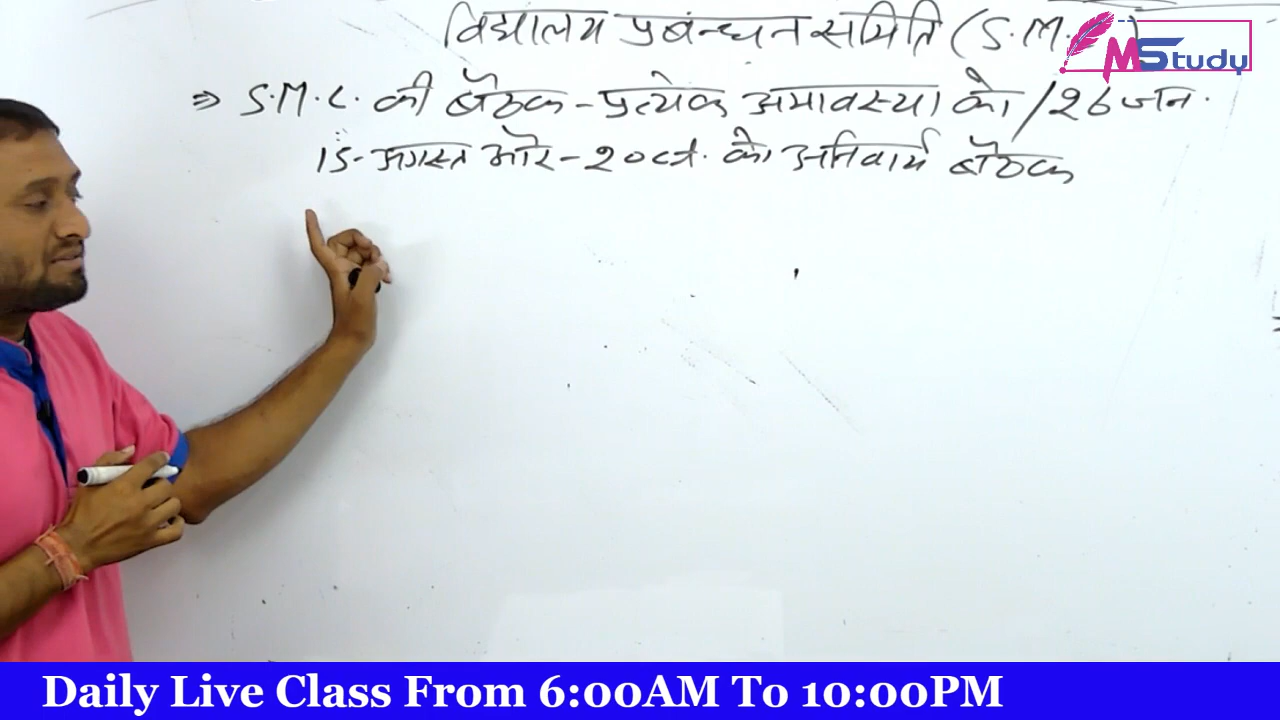 विद्यालय प्रबन्धन समिति (S.M.
MStudy
⇒ S.M.C. की बैठक - प्रत्येक अमावस्या को / 26 जन.
15 - अगस्त और - 2 oct. को अनिवार्य बैठक
Daily Live Class From 6:00AM To 10:00PM